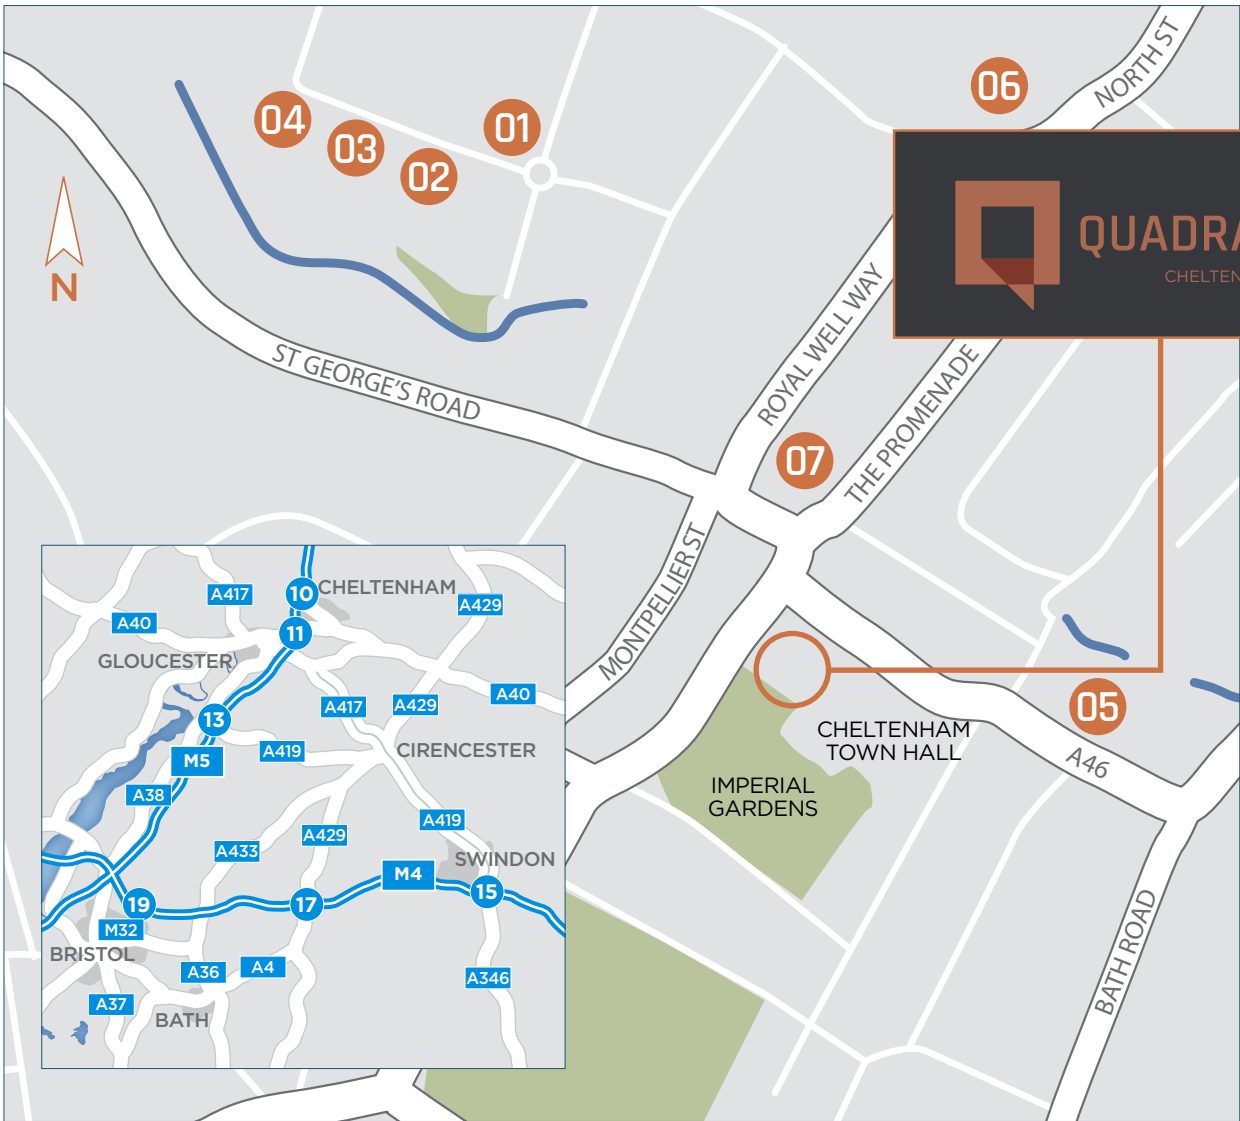 NORTH ST
06
04
01
03
02
QUADRA
CHELTEN
N
ROYAL WELL WAY
ST GEORGE'S ROAD
THE PROMENADE
07
MONTPELLIER ST
05
CHELTENHAM
TOWN HALL
A46
IMPERIAL
GARDENS
BATH ROAD
10
CHELTENHAM
A417
A429
A40
11
GLOUCESTER
A40
A417
A429
13
CIRENCESTER
A419
M5
A38
A419
A429
A433
SWINDON
M4
15
19
17
M32
BRISTOL
A36
A4
A346
A37
BATH